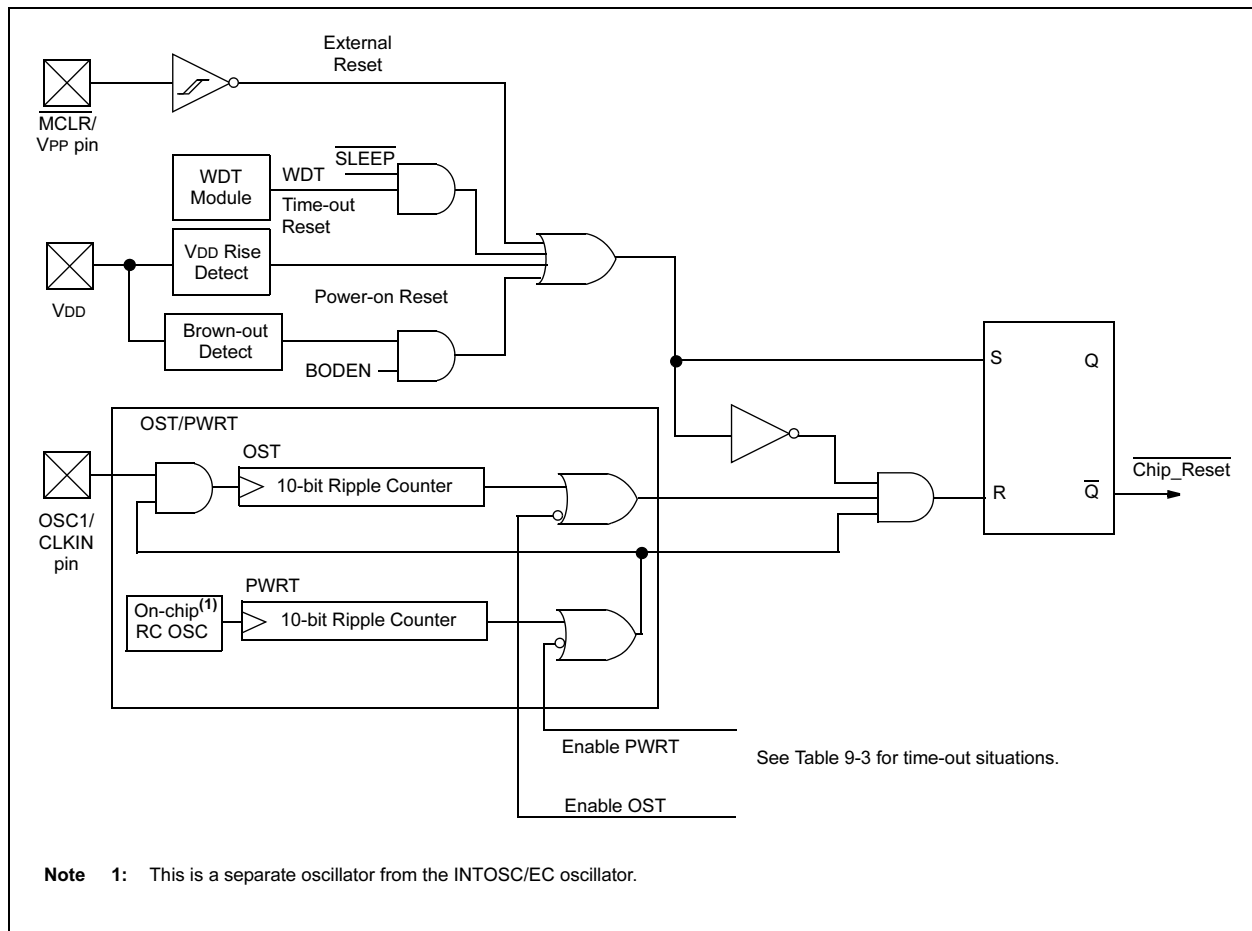 External
Reset
MCLR/
VPP pin
SLEEP
WDT
Module
WDT
Time-out
Reset
VDD Rise
Detect
VDD
Power-on Reset
Brown-out
Detect
BODEN
S
Q
OST/PWRT
OST
10-bit Ripple Counter
Chip_Reset
R
Q
OSC1/
CLKIN
pin
PWRT
On-chip(1)
RC OSC
10-bit Ripple Counter
Enable PWRT
See Table 9-3 for time-out situations.
Enable OST
Note 1: This is a separate oscillator from the INTOSC/EC oscillator.